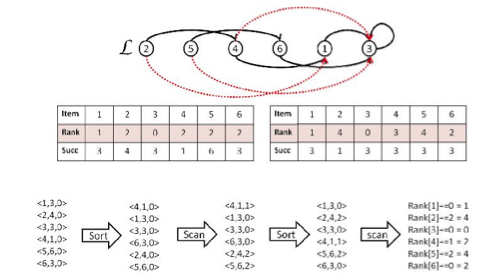 ℒ 2 5 4 6 1 3
Item 1 2 3 4 5 6
Rank 1 2 0 2 2 2
Succ 3 4 3 1 6 3
Item 1 2 3 4 5 6
Rank 1 4 0 3 4 2
Succ 3 1 3 3 3 3
<1,3,0>
<2,4,0>
<3,3,0>
<4,1,0>
<5,6,0>
<6,3,0>
Sort
<4,1,0>
<1,3,0>
<3,3,0>
<6,3,0>
<2,4,0>
<5,6,0>
Scan
<4,1,1>
<1,3,0>
<3,3,0>
<6,3,0>
<2,4,2>
<5,6,2>
Sort
<1,3,0>
<2,4,2>
<3,3,0>
<4,1,1>
<5,6,2>
<6,3,0>
scan
Rank[1]+=0 = 1
Rank[2]+=2 = 4
Rank[3]+=0 = 0
Rank[4]+=1 = 2
Rank[5]+=2 = 4
Rank[6]+=0 = 2